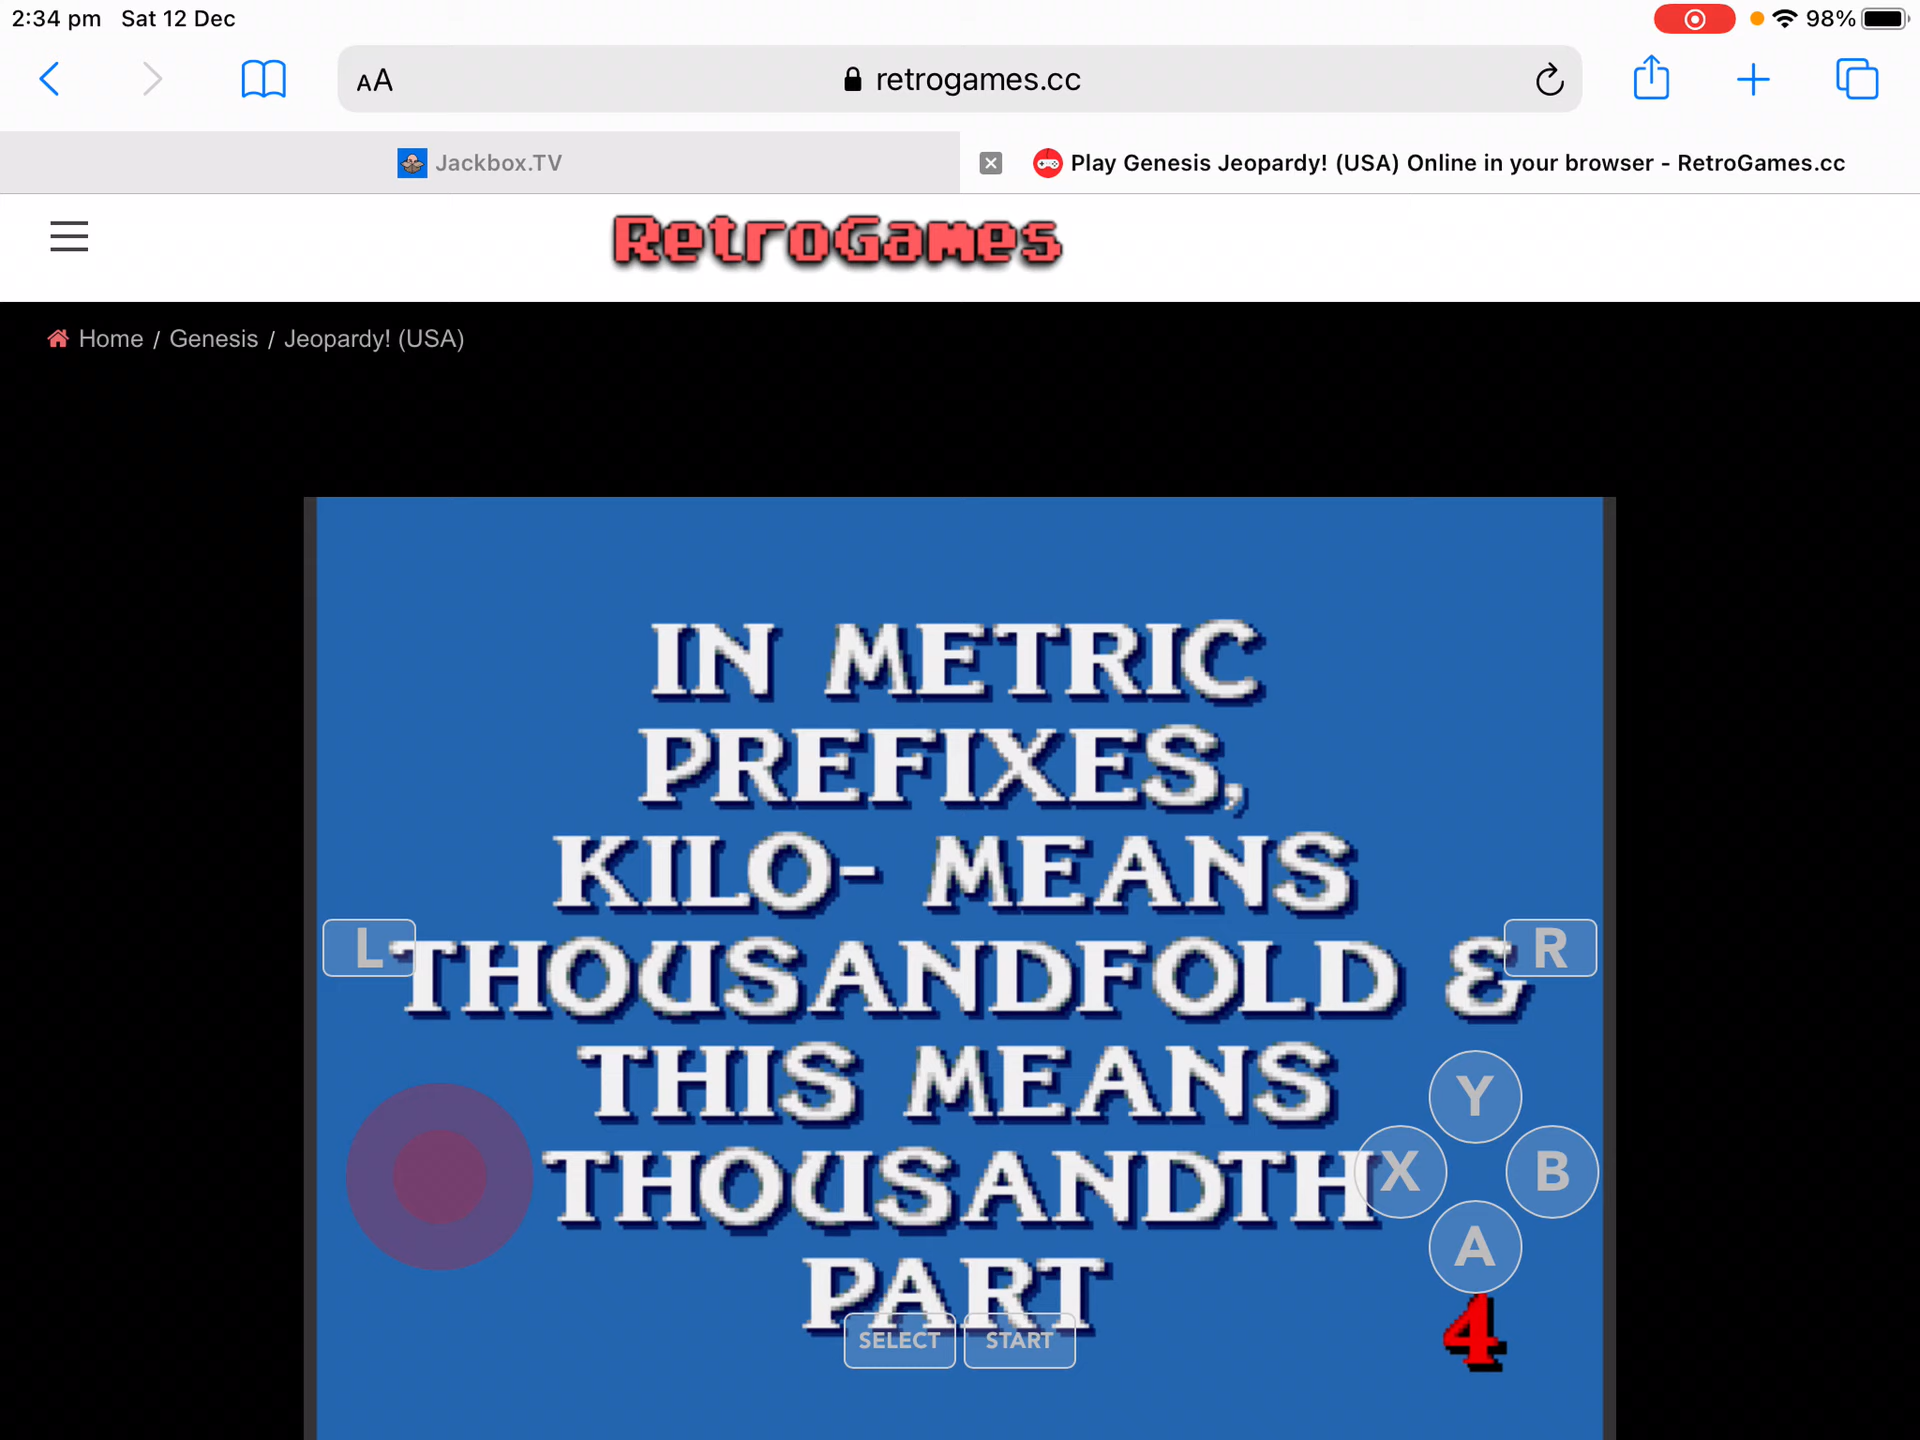 2:34 pm Sat 12 Dec 98%
AA retrogames.cc
Jackbox.TV Play Genesis Jeopardy! (USA) Online in your browser - RetroGames.cc
RetroGames
Home / Genesis / Jeopardy! (USA)
IN METRIC
PREFIXES,
KILO- MEANS
L THOUSANDFOLD & R
THIS MEANS
Y
THOUSANDTH
X B
A
PART
4
SELECT START